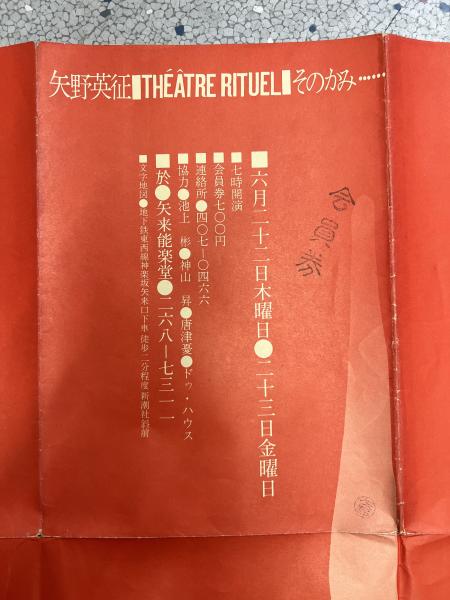 矢野英征■THÉÂTRE RITUEL■そのかみ……
■六月二十二日木曜日●二十三日金曜日
■七時開演
■会員券七〇〇円
■連絡所●四〇七―〇四六六
■協力●池上 彬●神山 昇●唐津憂●ドゥ・ハウス
■於●矢来能楽堂●二六八―七三一一
■文字地図●地下鉄東西線神楽坂矢来口下車 徒歩二分程度 新潮社斜前
会員券